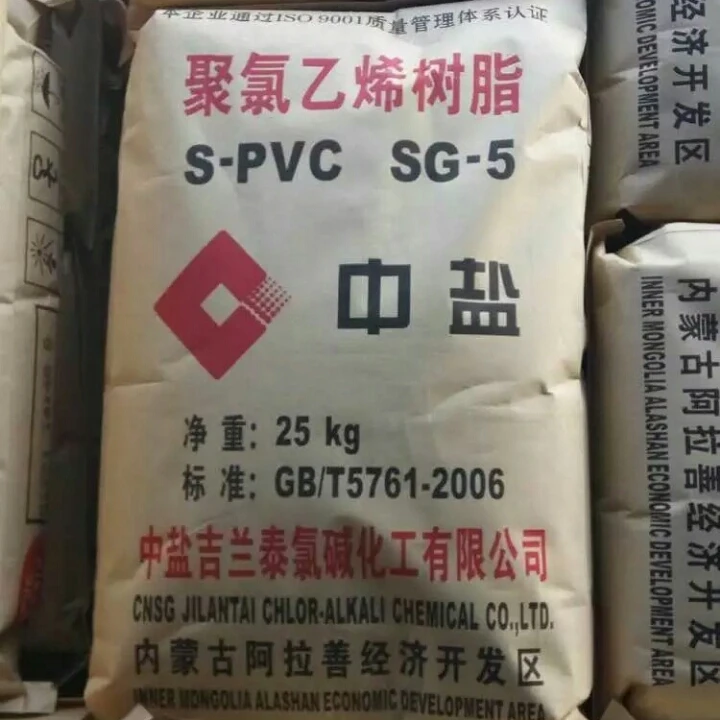 本企业通过ISO 9001质量管理体系认证
聚氯乙烯树脂
S-PVC SG-5
中盐
净重：25 kg
标准：GB/T5761-2006
中盐吉兰泰氯碱化工有限公司
CNSG JILANTAI CHLOR-ALKALI CHEMICAL CO.,LTD.
内蒙古阿拉善经济开发区
INNER MONGOLIA ALASHAN ECONOMIC DEVELOPMENT AREA
经济开发区
OMIC DEVELOPMENT AREA
内蒙古阿拉善经济开发区
INNER MONGOLIA ALASHAN ECONOMIC DEVELOPMENT AREA